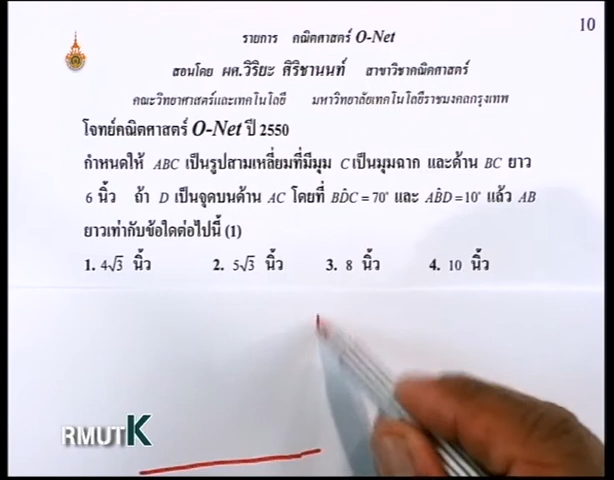 10
รายการ คณิตศาสตร์ O-Net
สอนโดย ผศ.วิริยะ ศิริชานนท์ สาขาวิชาคณิตศาสตร์
คณะวิทยาศาสตร์และเทคโนโลยี มหาวิทยาลัยเทคโนโลยีราชมงคลกรุงเทพ
โจทย์คณิตศาสตร์ O-Net ปี 2550
กำหนดให้ ABC เป็นรูปสามเหลี่ยมที่มีมุม C เป็นมุมฉาก และด้าน BC ยาว
6 นิ้ว ถ้า D เป็นจุดบนด้าน AC โดยที่ BD̂C = 70° และ AB̂D = 10° แล้ว AB
ยาวเท่ากับข้อใดต่อไปนี้ (1)
1. 4√3 นิ้ว 2. 5√3 นิ้ว 3. 8 นิ้ว 4. 10 นิ้ว
RMUTK